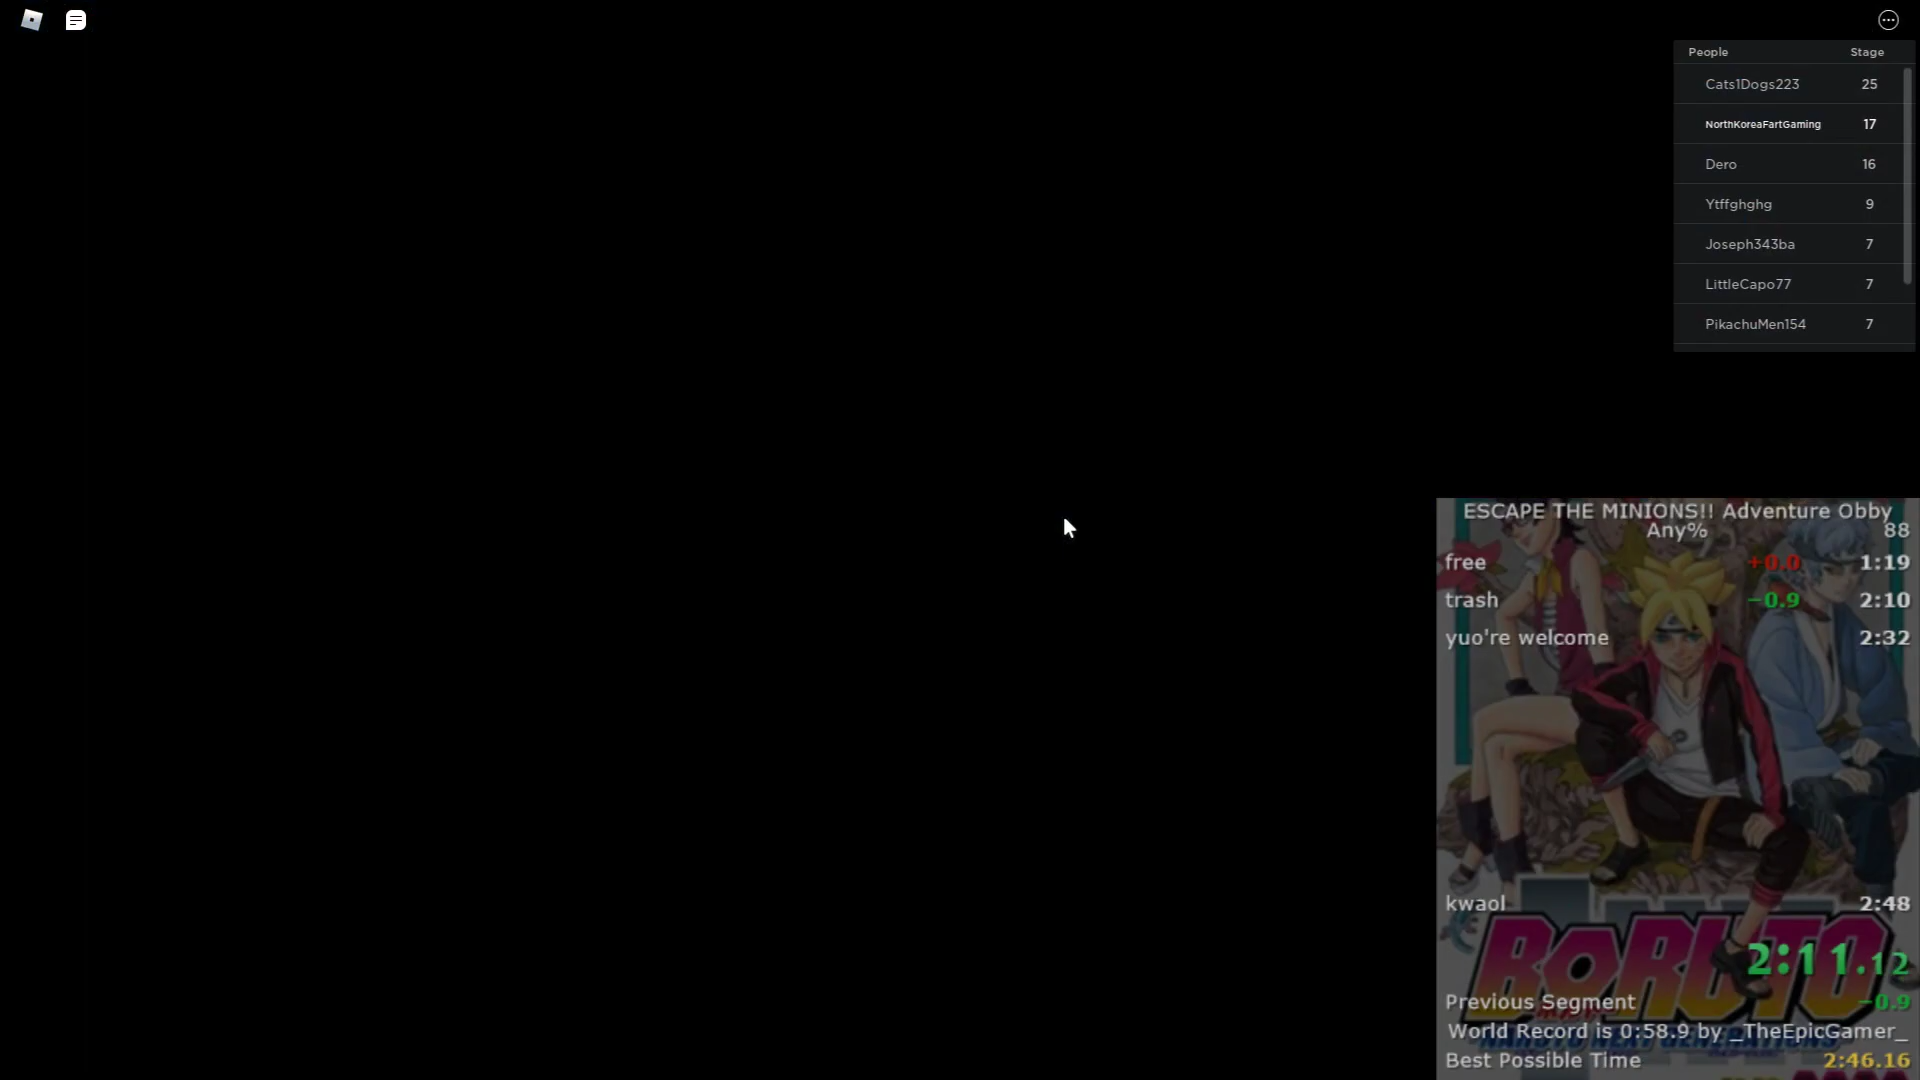 People Stage
Cats1Dogs223 25
NorthKoreaFartGaming 17
Dero 16
Ytffghghg 9
Joseph343ba 7
LittleCapo77 7
PikachuMen154 7
ESCAPE THE MINIONS!! Adventure Obby
Any% 88
free +0.0 1:19
trash −0.9 2:10
yuo're welcome 2:32
kwaol 2:48
BORUTO
2:11.12
Previous Segment −0.9
World Record is 0:58.9 by _TheEpicGamer_
Best Possible Time 2:46.16